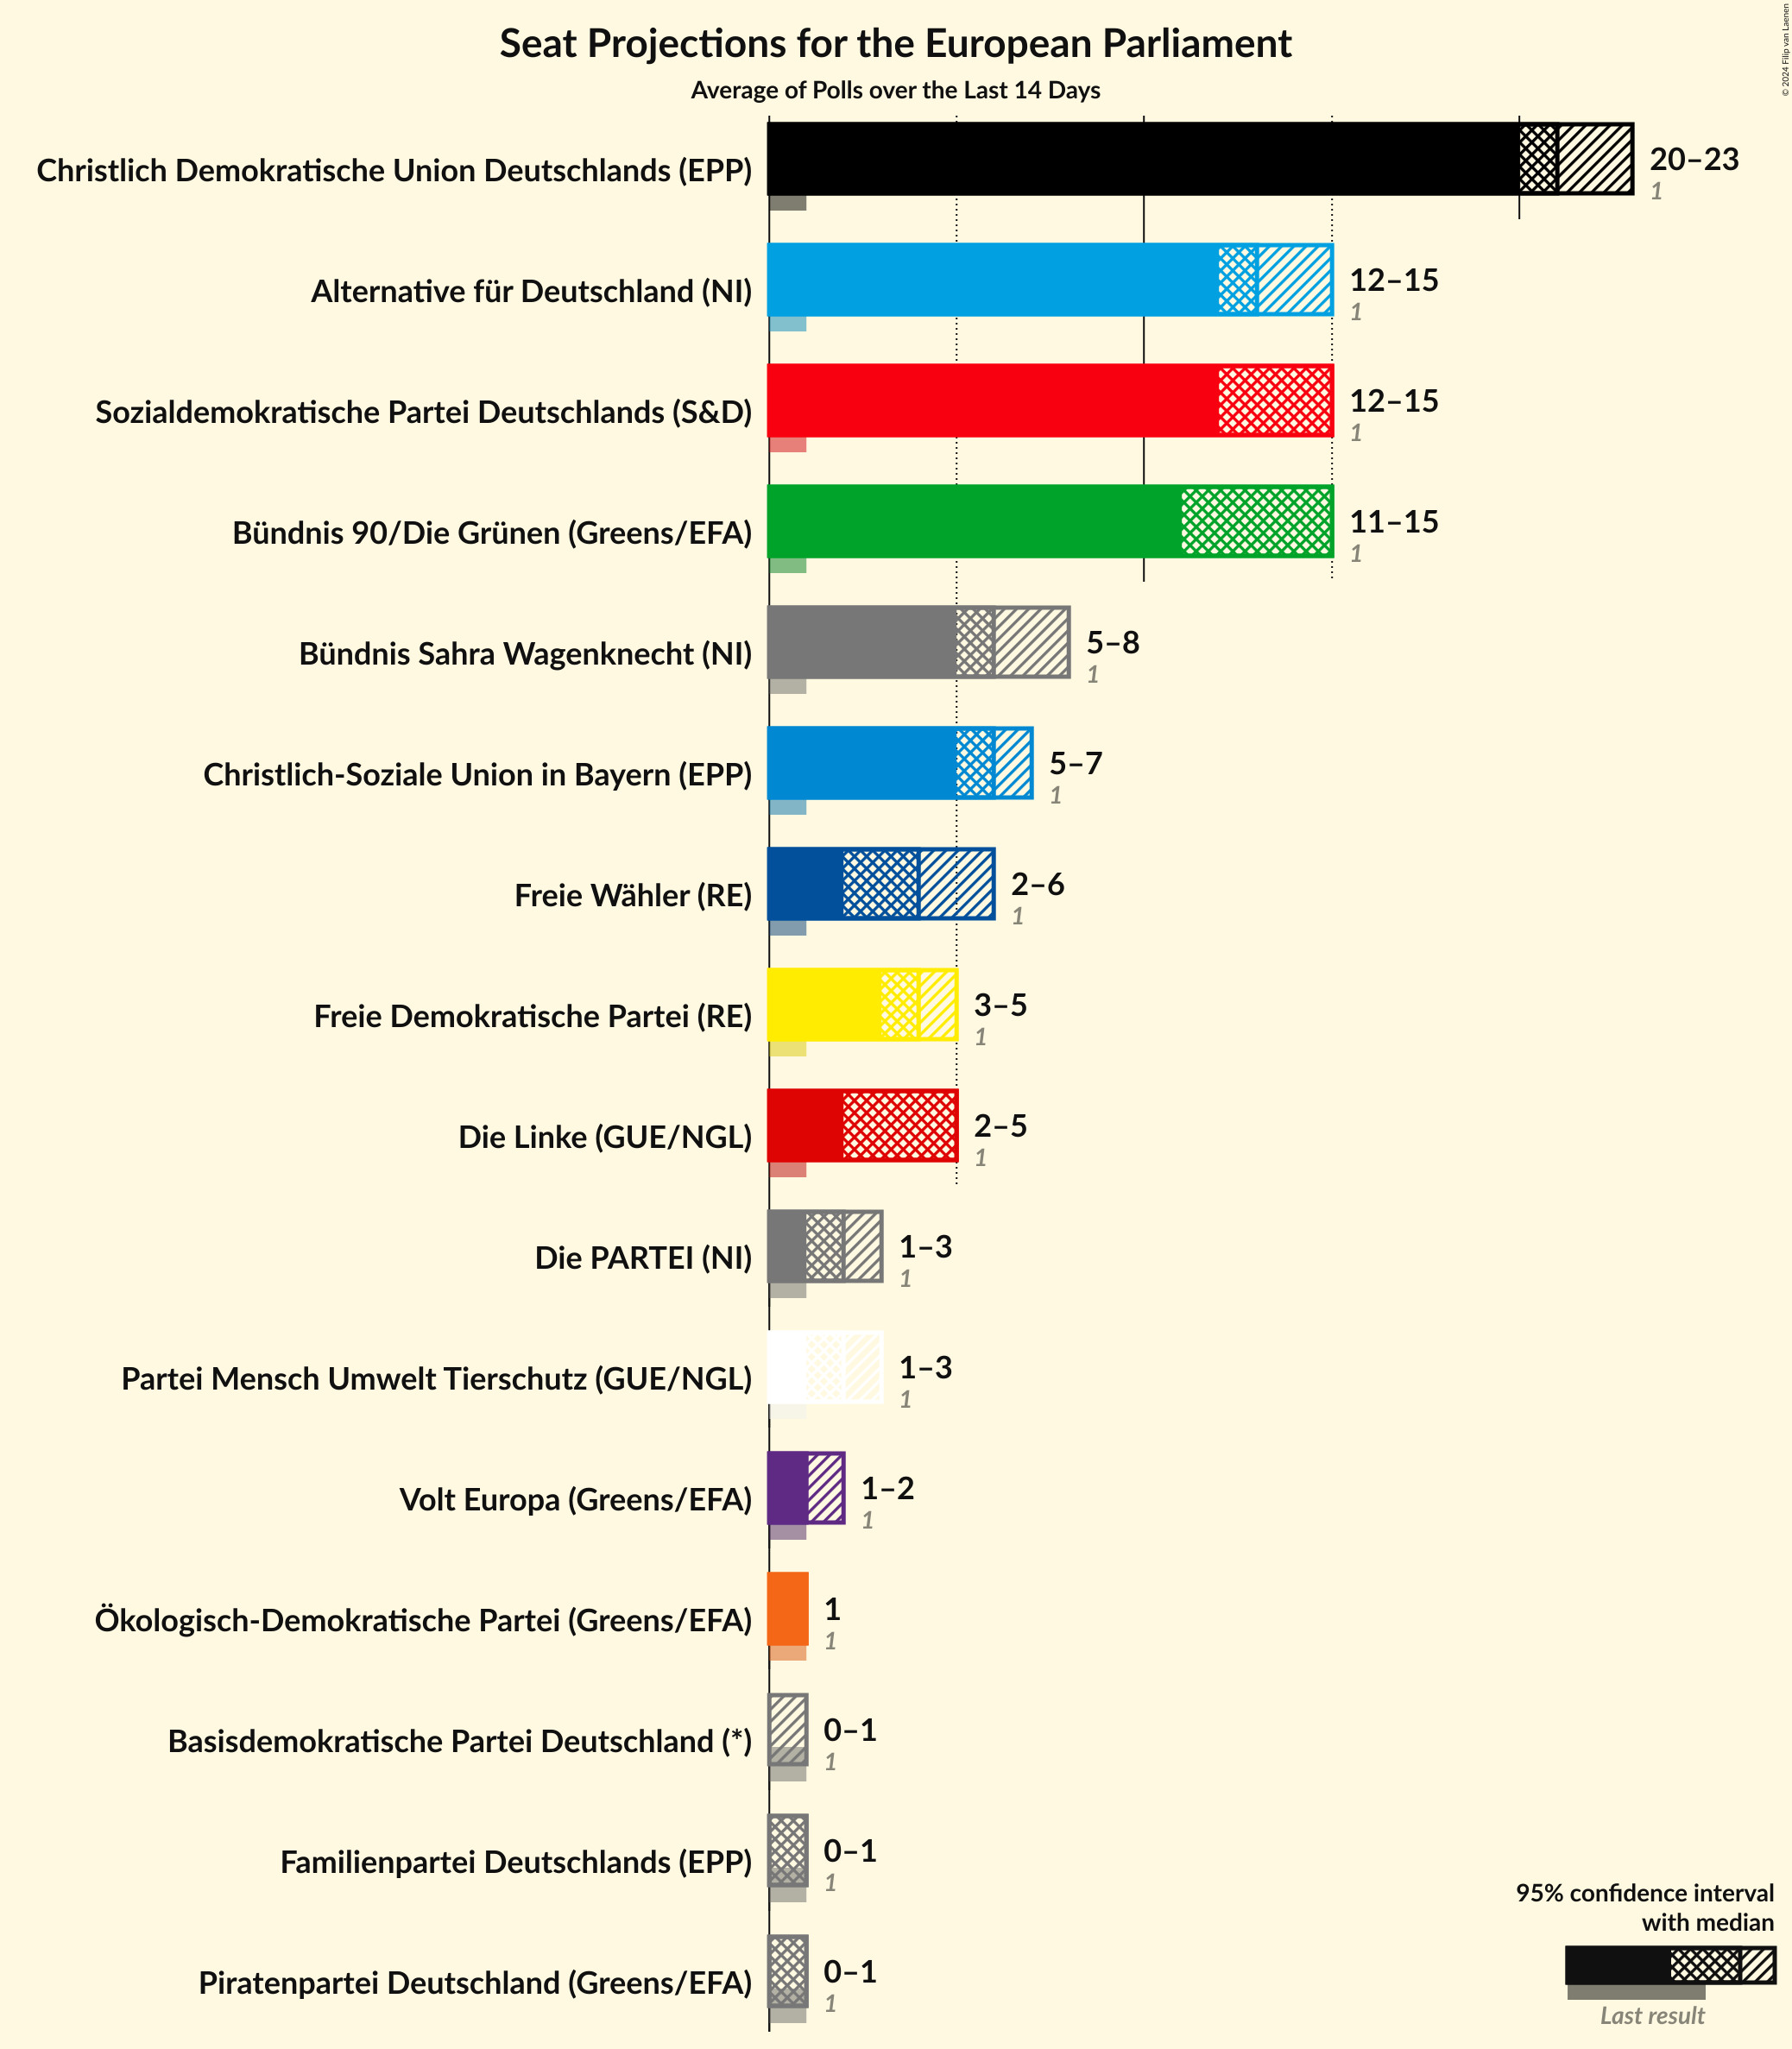 Seat Projections for the European Parliament
Average of Polls over the Last 14 Days
© 2024 Filip van Laenen
Christlich Demokratische Union Deutschlands (EPP)
20–23
1
Alternative für Deutschland (NI)
12–15
1
Sozialdemokratische Partei Deutschlands (S&D)
12–15
1
Bündnis 90/Die Grünen (Greens/EFA)
11–15
1
Bündnis Sahra Wagenknecht (NI)
5–8
1
Christlich-Soziale Union in Bayern (EPP)
5–7
1
Freie Wähler (RE)
2–6
1
Freie Demokratische Partei (RE)
3–5
1
Die Linke (GUE/NGL)
2–5
1
Die PARTEI (NI)
1–3
1
Partei Mensch Umwelt Tierschutz (GUE/NGL)
1–3
1
Volt Europa (Greens/EFA)
1–2
1
Ökologisch-Demokratische Partei (Greens/EFA)
1
1
Basisdemokratische Partei Deutschland (*)
0–1
1
Familienpartei Deutschlands (EPP)
0–1
1
Piratenpartei Deutschland (Greens/EFA)
0–1
1
95% confidence interval
with median
Last result